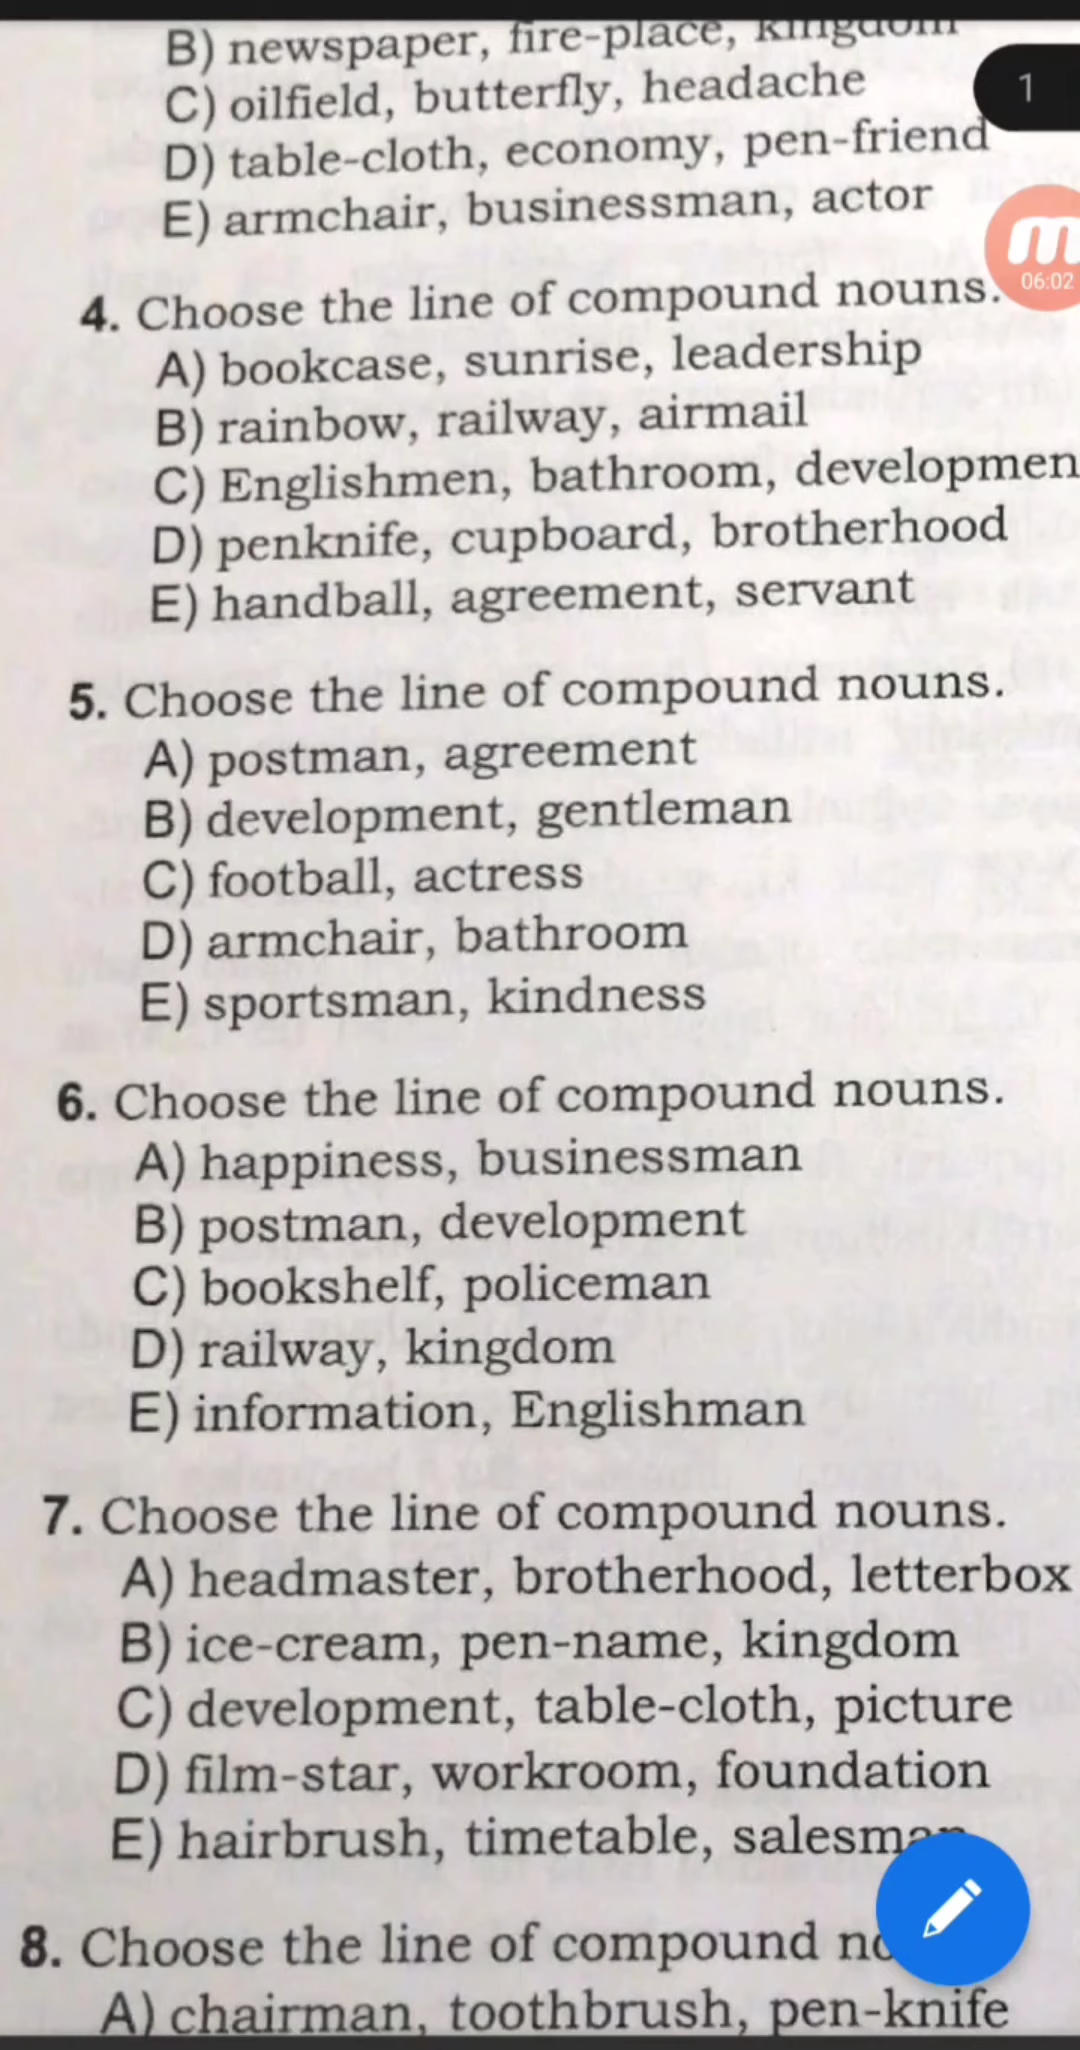 B) newspaper, fire-place, kingdom
1
C) oilfield, butterfly, headache
D) table-cloth, economy, pen-friend
E) armchair, businessman, actor
06:02
4. Choose the line of compound nouns.
A) bookcase, sunrise, leadership
B) rainbow, railway, airmail
C) Englishmen, bathroom, developmen
D) penknife, cupboard, brotherhood
E) handball, agreement, servant
5. Choose the line of compound nouns.
A) postman, agreement
B) development, gentleman
C) football, actress
D) armchair, bathroom
E) sportsman, kindness
6. Choose the line of compound nouns.
A) happiness, businessman
B) postman, development
C) bookshelf, policeman
D) railway, kingdom
E) information, Englishman
7. Choose the line of compound nouns.
A) headmaster, brotherhood, letterbox
B) ice-cream, pen-name, kingdom
C) development, table-cloth, picture
D) film-star, workroom, foundation
E) hairbrush, timetable, salesman
8. Choose the line of compound no
A) chairman, toothbrush, pen-knife